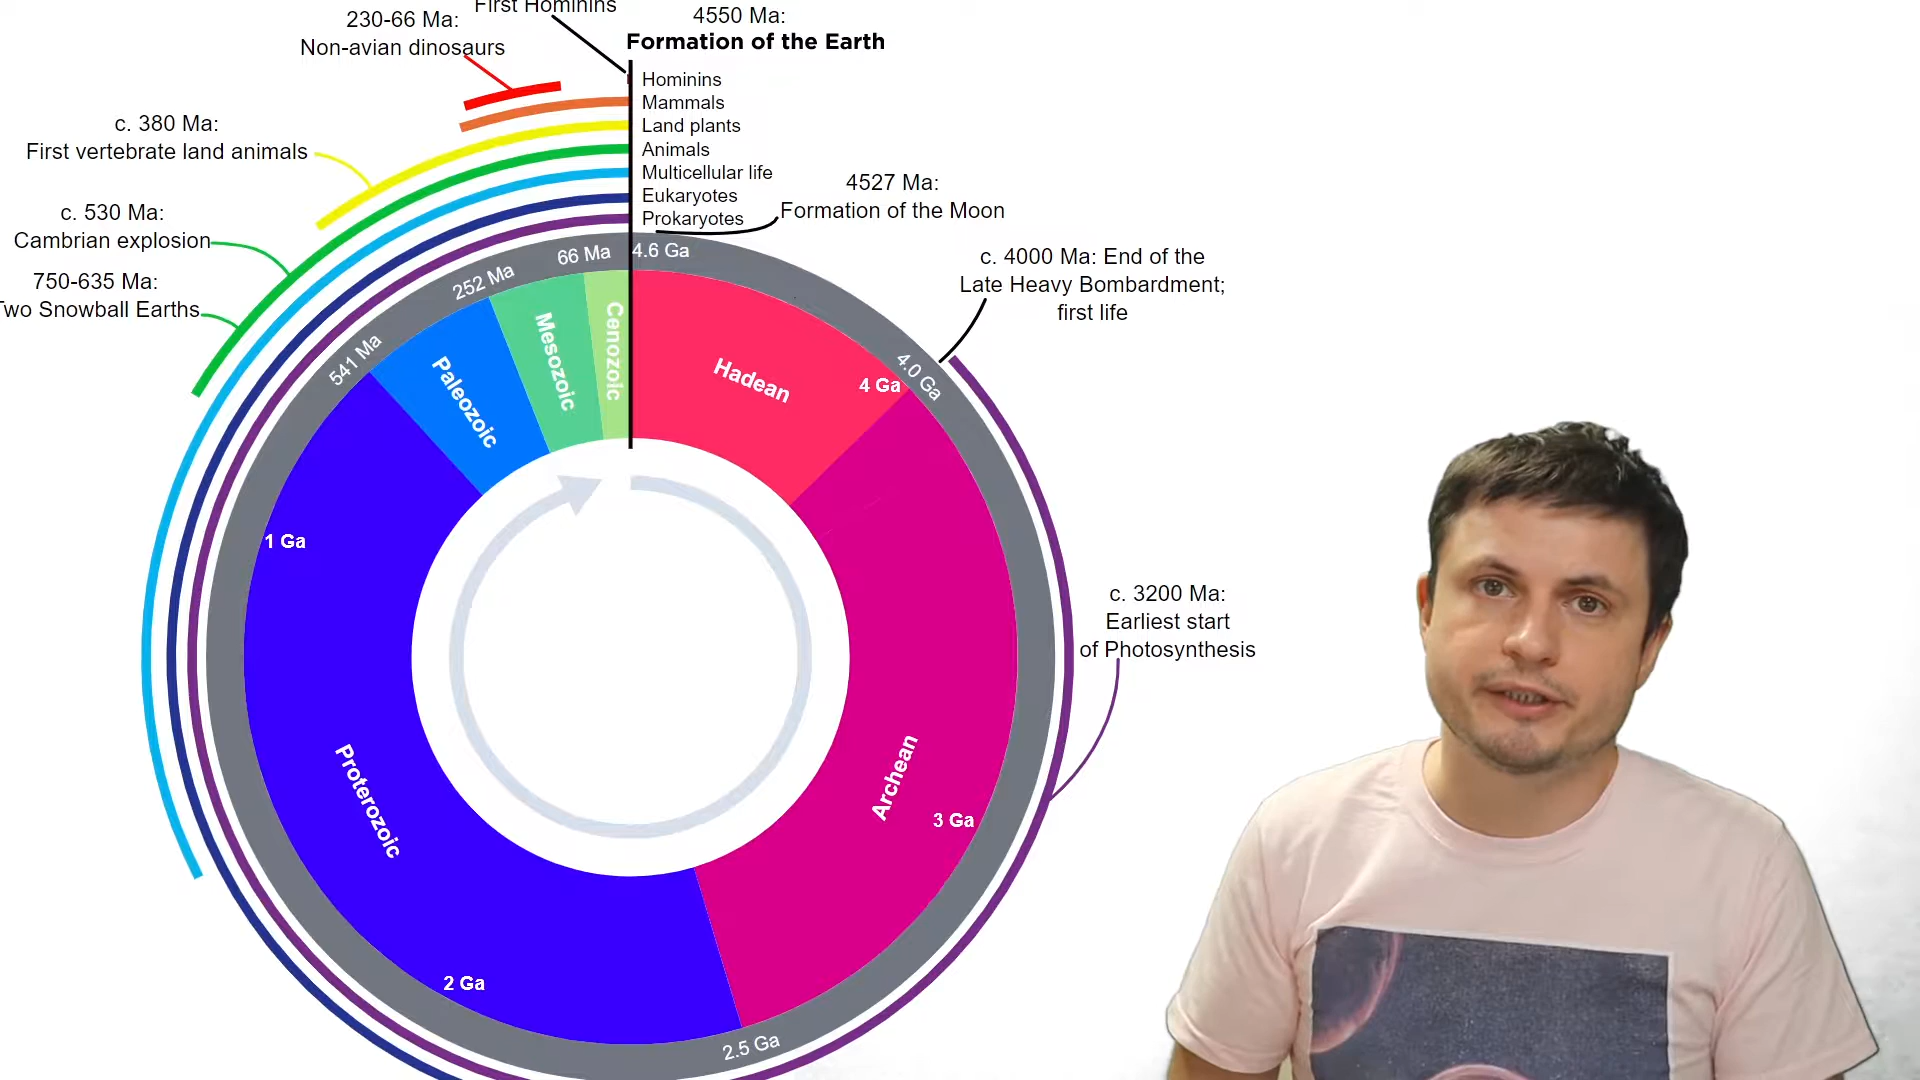 First Hominins
230-66 Ma:
Non-avian dinosaurs
4550 Ma:
Formation of the Earth
Hominins
Mammals
Land plants
Animals
Multicellular life
Eukaryotes
Prokaryotes
c. 380 Ma:
First vertebrate land animals
c. 530 Ma:
Cambrian explosion
750-635 Ma:
Two Snowball Earths
4527 Ma:
Formation of the Moon
c. 4000 Ma: End of the
Late Heavy Bombardment;
first life
c. 3200 Ma:
Earliest start
of Photosynthesis
4.6 Ga
4.0 Ga
2.5 Ga
541 Ma
252 Ma
66 Ma
Hadean
4 Ga
Archean
3 Ga
Proterozoic
2 Ga
1 Ga
Paleozoic
Mesozoic
Cenozoic